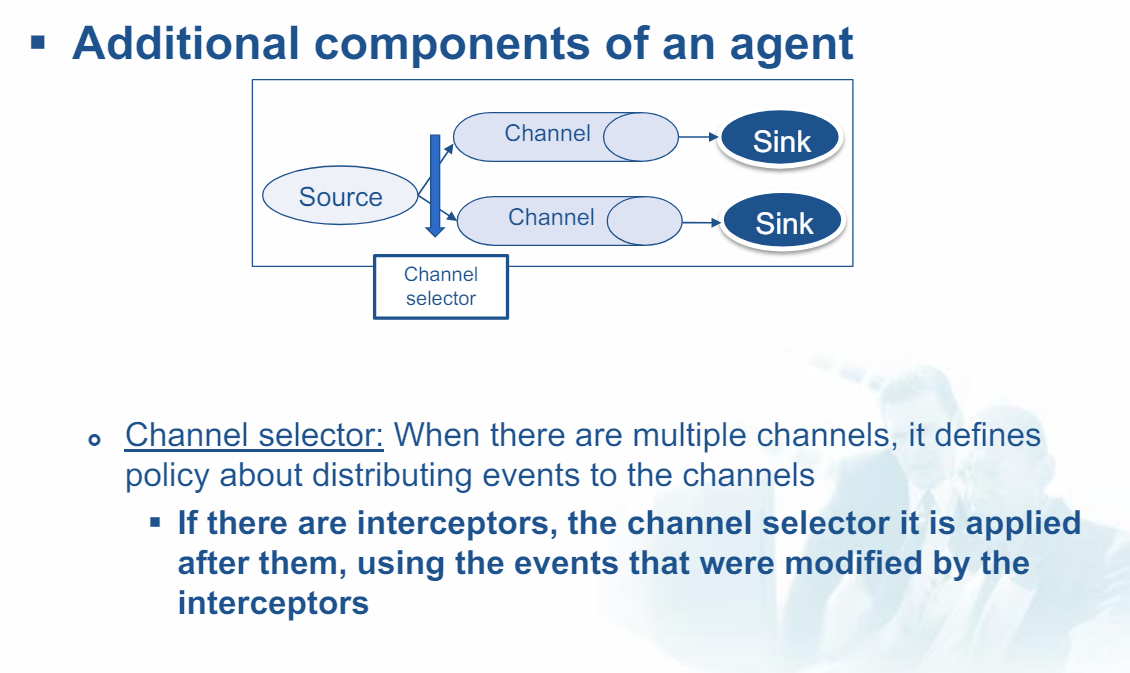 Additional components of an agent
Channel
Sink
Source
Channel
Sink
Channel
selector
Channel selector: When there are multiple channels, it defines
policy about distributing events to the channels
If there are interceptors, the channel selector it is applied
after them, using the events that were modified by the
interceptors